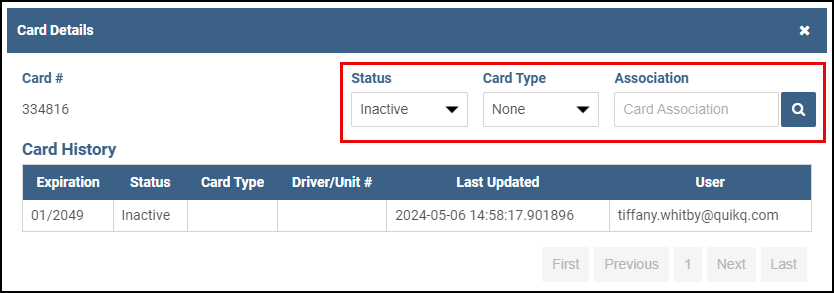 Card Details ×
Card # Status Card Type Association
334816 Inactive None Card Association
Card History
Expiration Status Card Type Driver/Unit # Last Updated User
01/2049 Inactive 2024-05-06 14:58:17.901896 tiffany.whitby@quikq.com
First Previous 1 Next Last